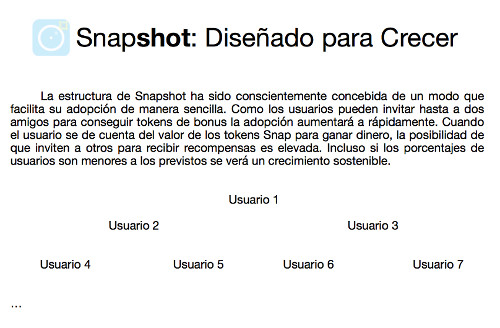 Snapshot: Diseñado para Crecer
La estructura de Snapshot ha sido conscientemente concebida de un modo que
facilita su adopción de manera sencilla. Como los usuarios pueden invitar hasta a dos
amigos para conseguir tokens de bonus la adopción aumentará a rápidamente. Cuando
el usuario se de cuenta del valor de los tokens Snap para ganar dinero, la posibilidad de
que inviten a otros para recibir recompensas es elevada. Incluso si los porcentajes de
usuarios son menores a los previstos se verá un crecimiento sostenible.
Usuario 1
Usuario 2 Usuario 3
Usuario 4 Usuario 5 Usuario 6 Usuario 7
...